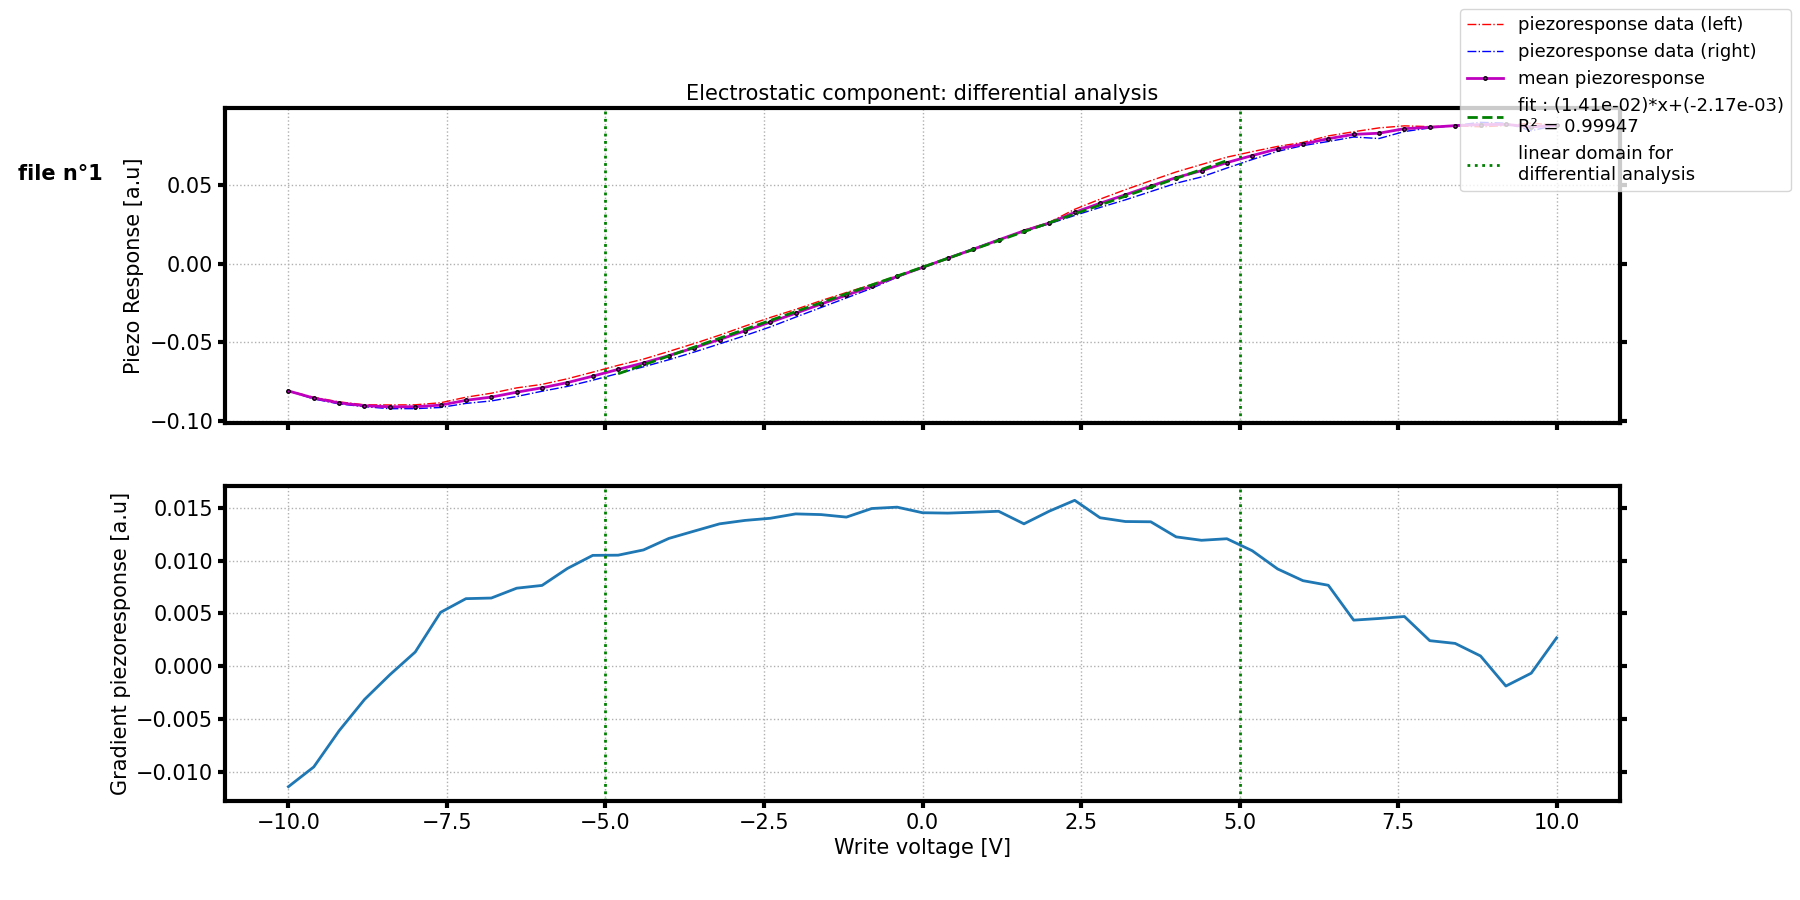 piezoresponse data (left)
piezoresponse data (right)
mean piezoresponse
fit : (1.41e-02)*x+(-2.17e-03)
R² = 0.99947
linear domain for
differential analysis
Electrostatic component: differential analysis
file n°1
Piezo Response [a.u]
0.05
0.00
−0.05
−0.10
Gradient piezoresponse [a.u]
0.015
0.010
0.005
0.000
−0.005
−0.010
−10.0 −7.5 −5.0 −2.5 0.0 2.5 5.0 7.5 10.0
Write voltage [V]